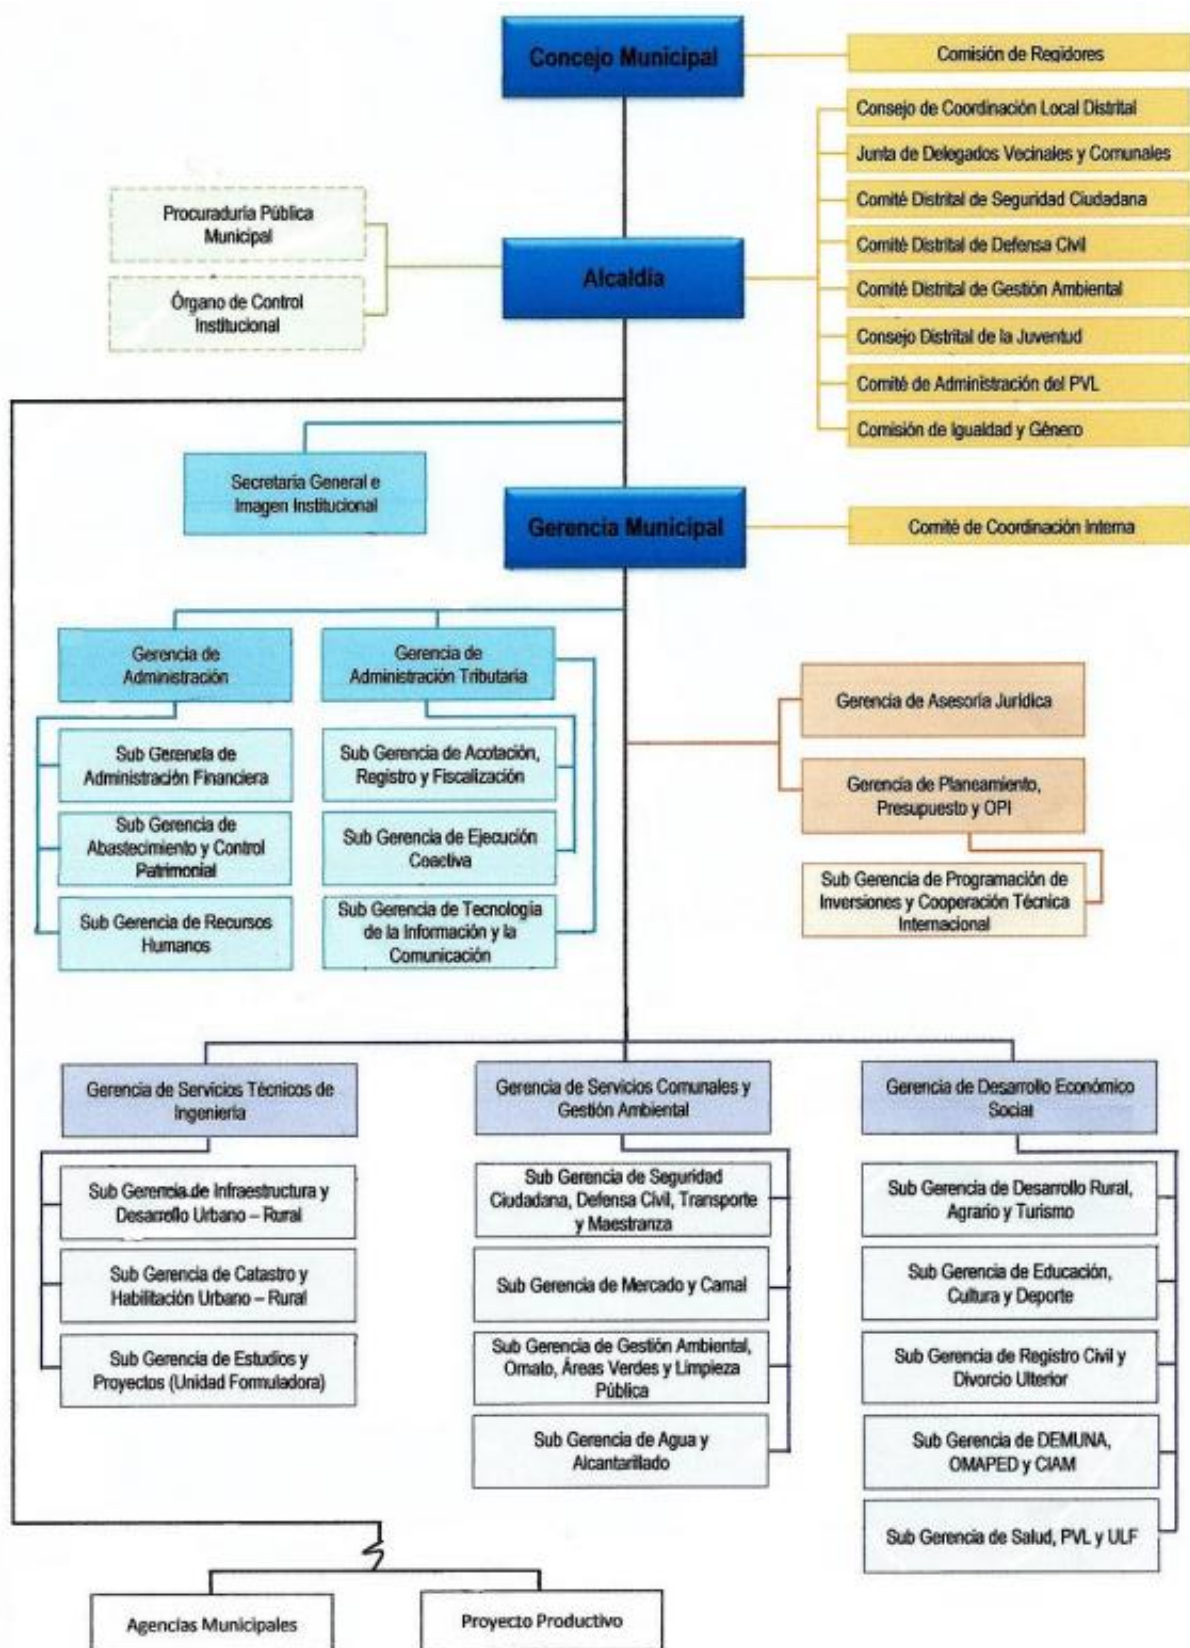 Concejo Municipal
Comisión de Regidores
Consejo de Coordinación Local Distrital
Junta de Delegados Vecinales y Comunales
Comité Distrital de Seguridad Ciudadana
Comité Distrital de Defensa Civil
Comité Distrital de Gestión Ambiental
Consejo Distrital de la Juventud
Comité de Administración del PVL
Comisión de Igualdad y Género
Procuraduría Pública
Municipal
Órgano de Control
Institucional
Alcaldía
Secretaría General e
Imagen Institucional
Gerencia Municipal
Comité de Coordinación Interna
Gerencia de
Administración
Sub Gerencia de
Administración Financiera
Sub Gerencia de
Abastecimiento y Control
Patrimonial
Sub Gerencia de Recursos
Humanos
Gerencia de
Administración Tributaria
Sub Gerencia de Acotación,
Registro y Fiscalización
Sub Gerencia de Ejecución
Coactiva
Sub Gerencia de Tecnología
de la Información y la
Comunicación
Gerencia de Asesoría Jurídica
Gerencia de Planeamiento,
Presupuesto y OPI
Sub Gerencia de Programación de
Inversiones y Cooperación Técnica
Internacional
Gerencia de Servicios Técnicos de
Ingeniería
Sub Gerencia de Infraestructura y
Desarrollo Urbano – Rural
Sub Gerencia de Catastro y
Habilitación Urbano – Rural
Sub Gerencia de Estudios y
Proyectos (Unidad Formuladora)
Gerencia de Servicios Comunales y
Gestión Ambiental
Sub Gerencia de Seguridad
Ciudadana, Defensa Civil, Transporte
y Maestranza
Sub Gerencia de Mercado y Camal
Sub Gerencia de Gestión Ambiental,
Ornato, Áreas Verdes y Limpieza
Pública
Sub Gerencia de Agua y
Alcantarillado
Gerencia de Desarrollo Económico
Social
Sub Gerencia de Desarrollo Rural,
Agrario y Turismo
Sub Gerencia de Educación,
Cultura y Deporte
Sub Gerencia de Registro Civil y
Divorcio Ulterior
Sub Gerencia de DEMUNA,
OMAPED y CIAM
Sub Gerencia de Salud, PVL y ULF
Agencias Municipales
Proyecto Productivo